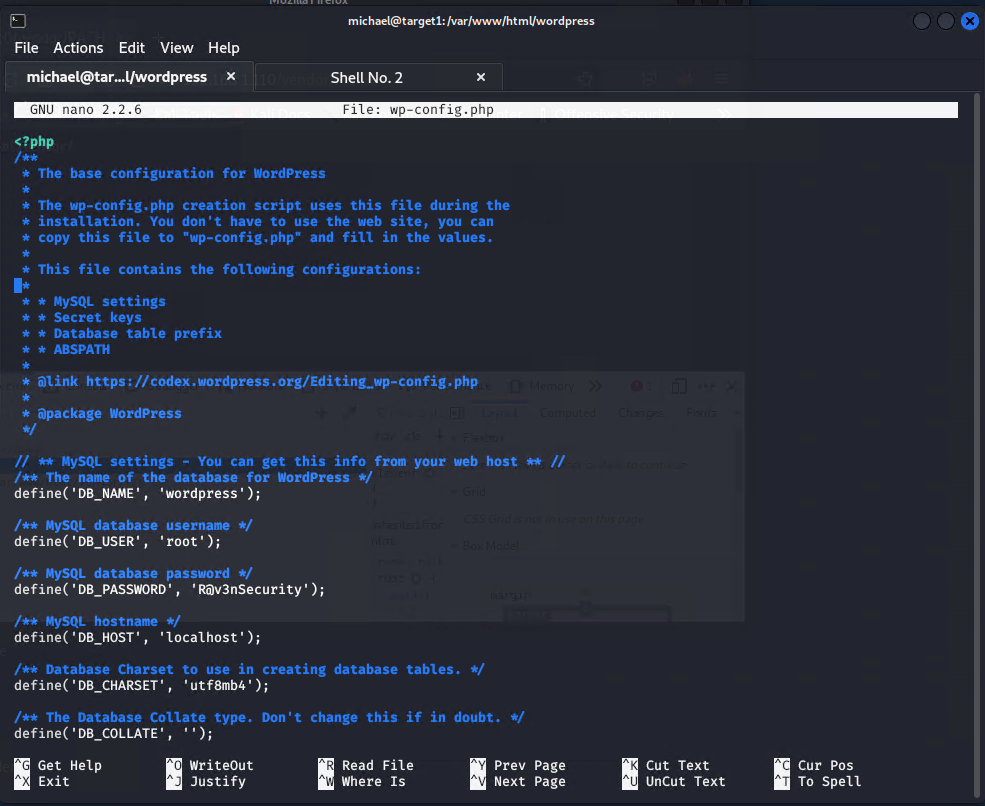 Mozilla Firefox
michael@target1: /var/www/html/wordpress
File Actions Edit View Help
michael@tar...l/wordpress × Shell No. 2 ×
GNU nano 2.2.6 File: wp-config.php
<?php
/**
 * The base configuration for WordPress
 *
 * The wp-config.php creation script uses this file during the
 * installation. You don't have to use the web site, you can
 * copy this file to "wp-config.php" and fill in the values.
 *
 * This file contains the following configurations:
 *
 * * MySQL settings
 * * Secret keys
 * * Database table prefix
 * * ABSPATH
 *
 * @link https://codex.wordpress.org/Editing_wp-config.php
 *
 * @package WordPress
 */
// ** MySQL settings - You can get this info from your web host ** //
/** The name of the database for WordPress */
define('DB_NAME', 'wordpress');
/** MySQL database username */
define('DB_USER', 'root');
/** MySQL database password */
define('DB_PASSWORD', 'R@v3nSecurity');
/** MySQL hostname */
define('DB_HOST', 'localhost');
/** Database Charset to use in creating database tables. */
define('DB_CHARSET', 'utf8mb4');
/** The Database Collate type. Don't change this if in doubt. */
define('DB_COLLATE', '');
^G Get Help ^O WriteOut ^R Read File ^Y Prev Page ^K Cut Text ^C Cur Pos
^X Exit ^J Justify ^W Where Is ^V Next Page ^U UnCut Text ^T To Spell